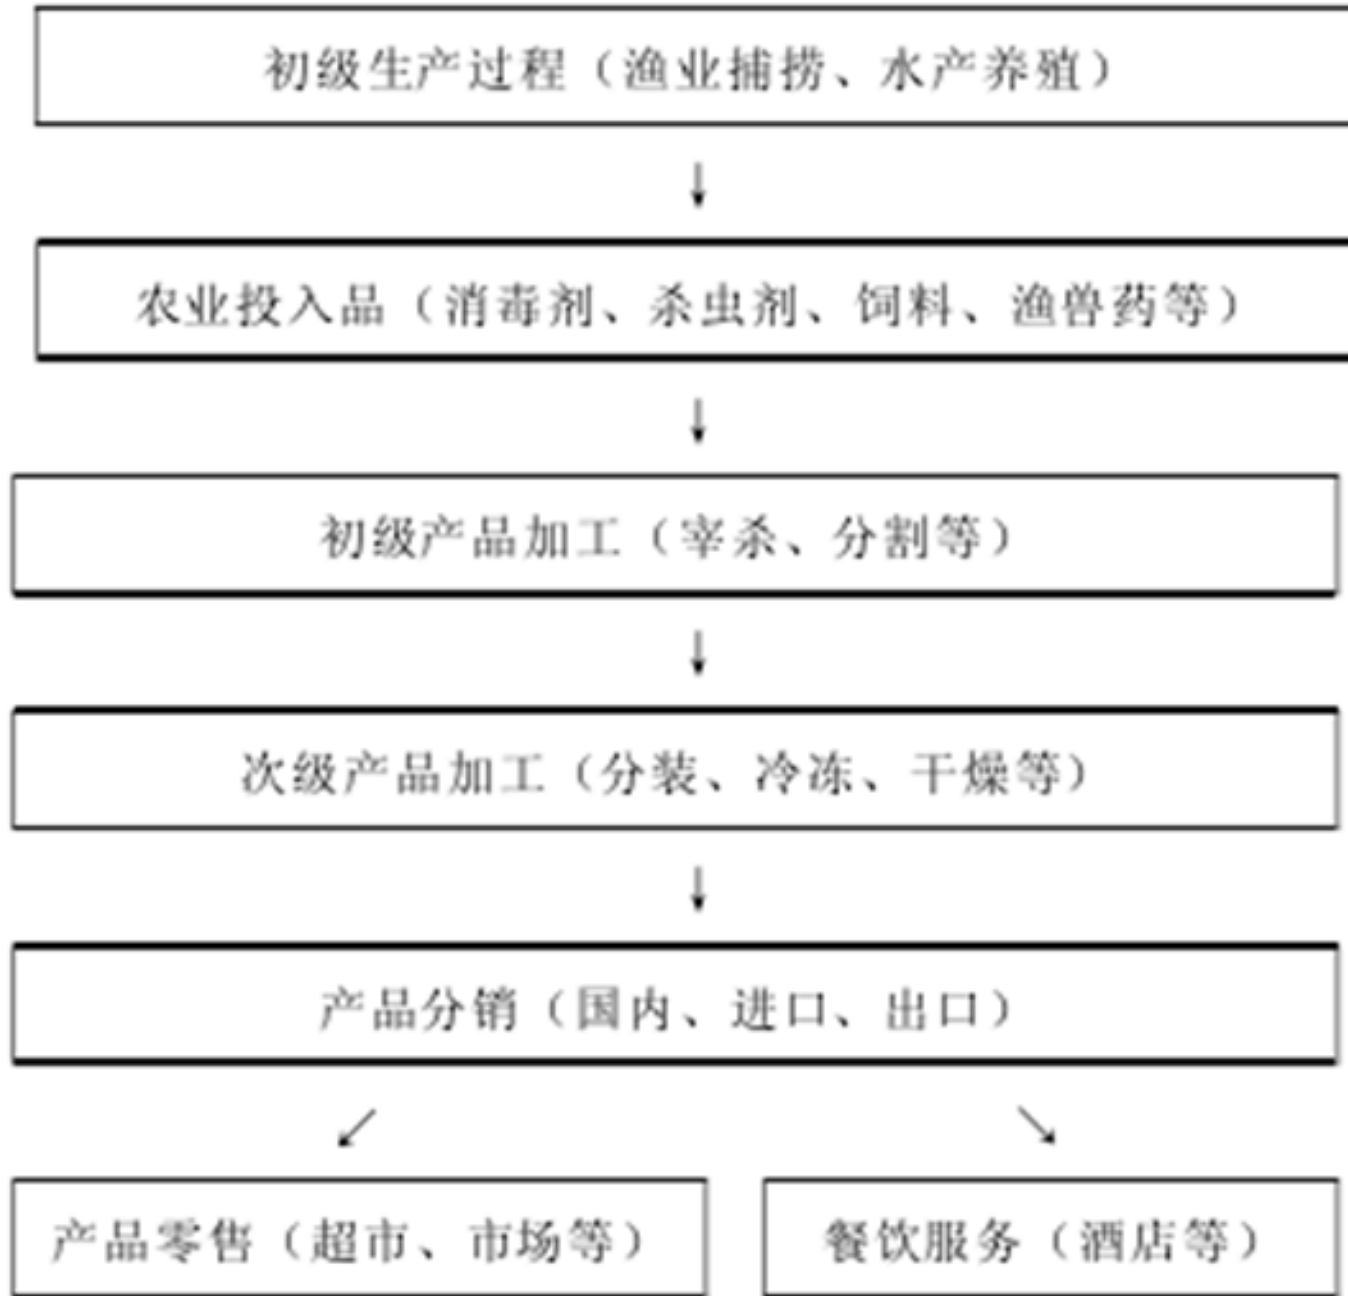 初级生产过程（渔业捕捞、水产养殖）
农业投入品（消毒剂、杀虫剂、饲料、渔兽药等）
初级产品加工（宰杀、分割等）
次级产品加工（分装、冷冻、干燥等）
产品分销（国内、进口、出口）
产品零售（超市、市场等）
餐饮服务（酒店等）